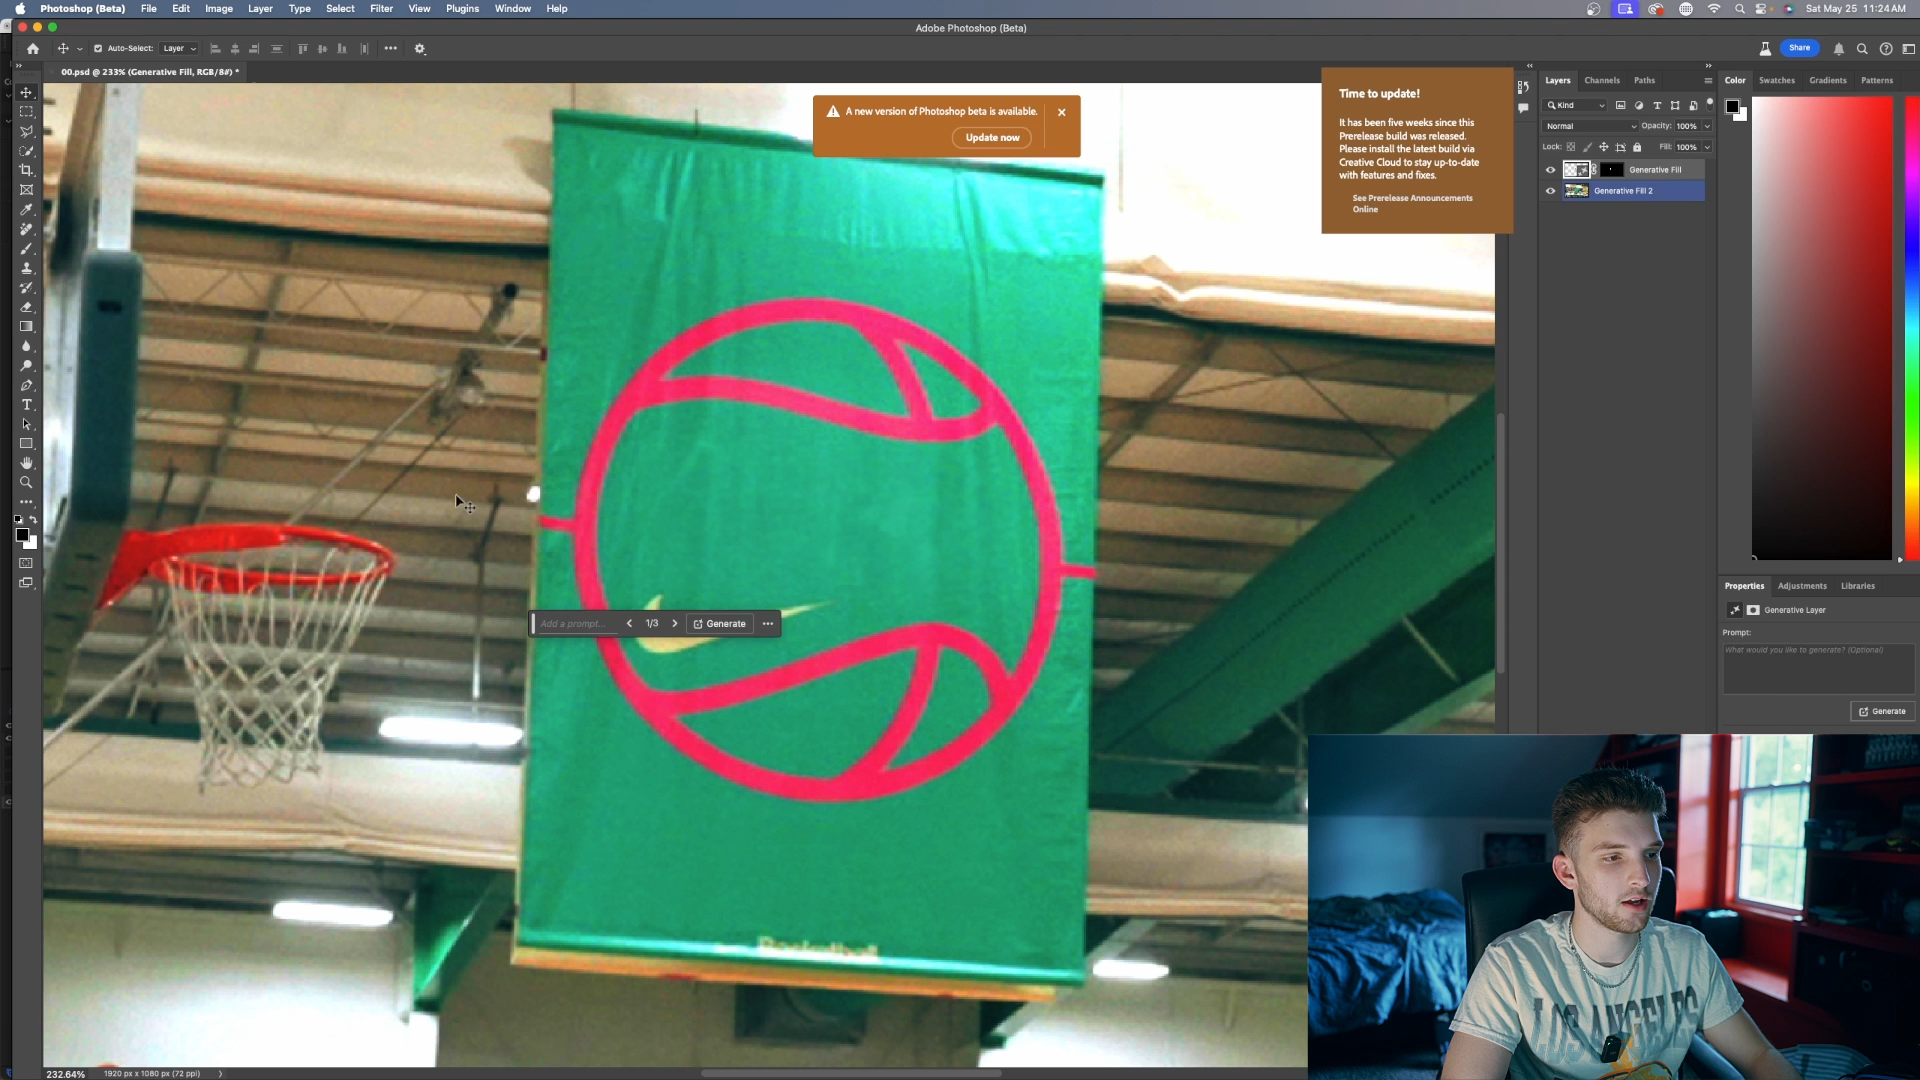 Photoshop (Beta) File Edit Image Layer Type Select Filter View Plugins Window Help
Sat May 25 11:24AM
Adobe Photoshop (Beta)
Auto-Select: Layer
Share
00.psd @ 233% (Generative Fill, RGB/8#) *
A new version of Photoshop beta is available.
Update now
Time to update!
It has been five weeks since this
Prerelease build was released.
Please install the latest build via
Creative Cloud to stay up-to-date
with features and fixes.
See Prerelease Announcements
Online
Layers Channels Paths
Kind
Normal Opacity: 100%
Lock: Fill: 100%
Generative Fill
Generative Fill 2
Color Swatches Gradients Patterns
Properties Adjustments Libraries
Generative Layer
Prompt:
What would you like to generate? (Optional)
Generate
Add a prompt... 1/3 Generate
Basketball
LOS ANGELES
232.64% 1920 px x 1080 px (72 ppi)